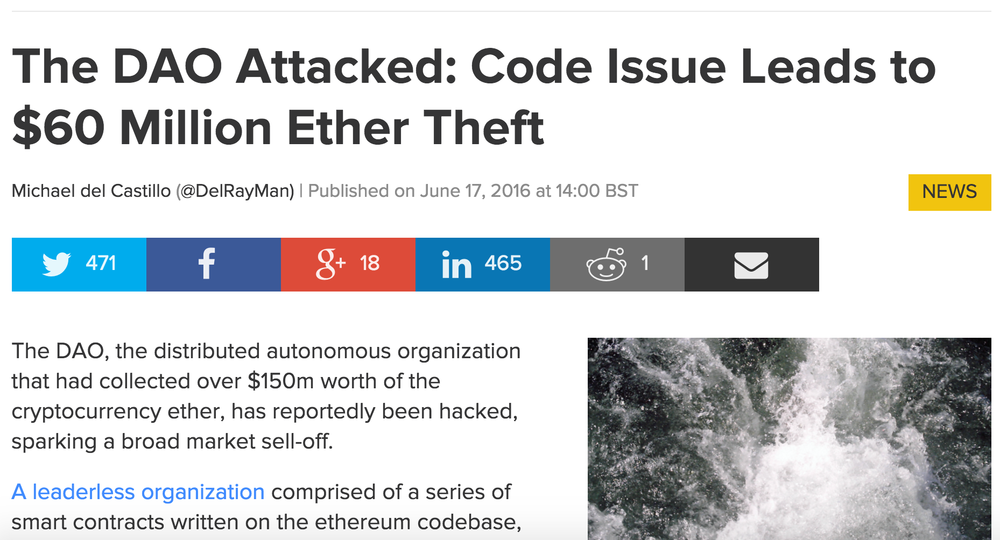 The DAO Attacked: Code Issue Leads to
$60 Million Ether Theft
Michael del Castillo (@DelRayMan) | Published on June 17, 2016 at 14:00 BST
NEWS
471
f
g+ 18
in 465
1
The DAO, the distributed autonomous organization
that had collected over $150m worth of the
cryptocurrency ether, has reportedly been hacked,
sparking a broad market sell-off.
A leaderless organization comprised of a series of
smart contracts written on the ethereum codebase,